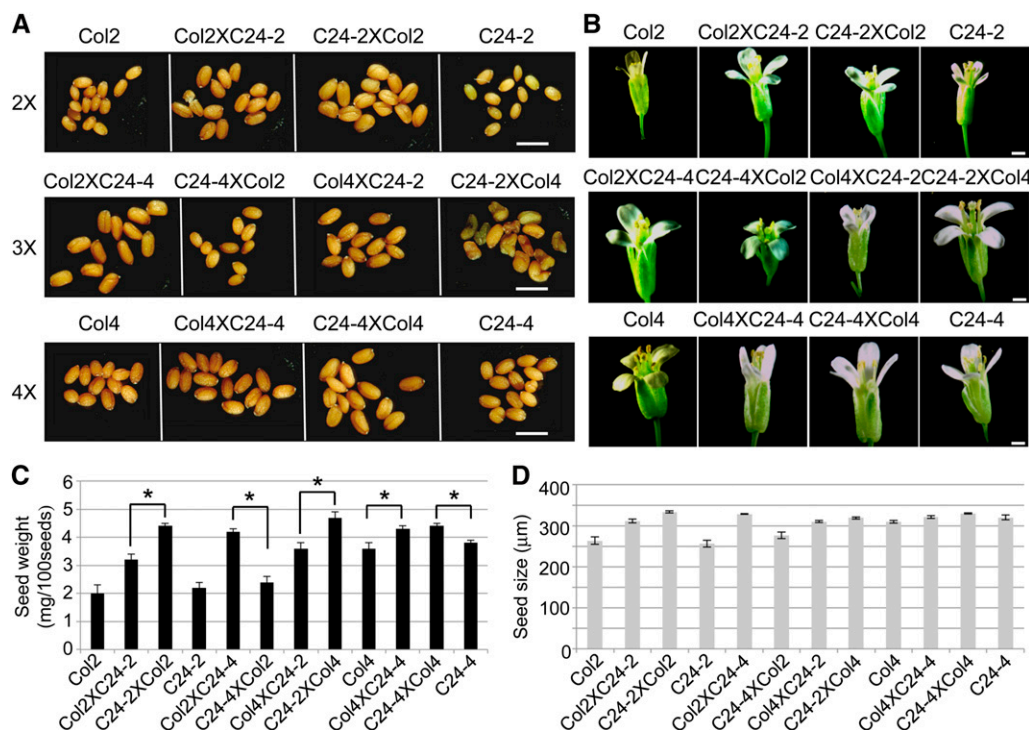 A
Col2 Col2XC24-2 C24-2XCol2 C24-2
2X
Col2XC24-4 C24-4XCol2 Col4XC24-2 C24-2XCol4
3X
Col4 Col4XC24-4 C24-4XCol4 C24-4
4X
B
Col2 Col2XC24-2 C24-2XCol2 C24-2
Col2XC24-4 C24-4XCol2 Col4XC24-2 C24-2XCol4
Col4 Col4XC24-4 C24-4XCol4 C24-4
C
Seed weight
(mg/100seeds)
6
5
4
3
2
1
0
* * * * *
Col2
Col2XC24-2
C24-2XCol2
C24-2
Col2XC24-4
C24-4XCol2
Col4XC24-2
C24-2XCol4
Col4
Col4XC24-4
C24-4XCol4
C24-4
D
Seed size (µm)
400
300
200
300
100
000
Col2
Col2XC24-2
C24-2XCol2
C24-2
Col2XC24-4
C24-4XCol2
Col4XC24-2
C24-2XCol4
Col4
Col4XC24-4
C24-4XCol4
C24-4